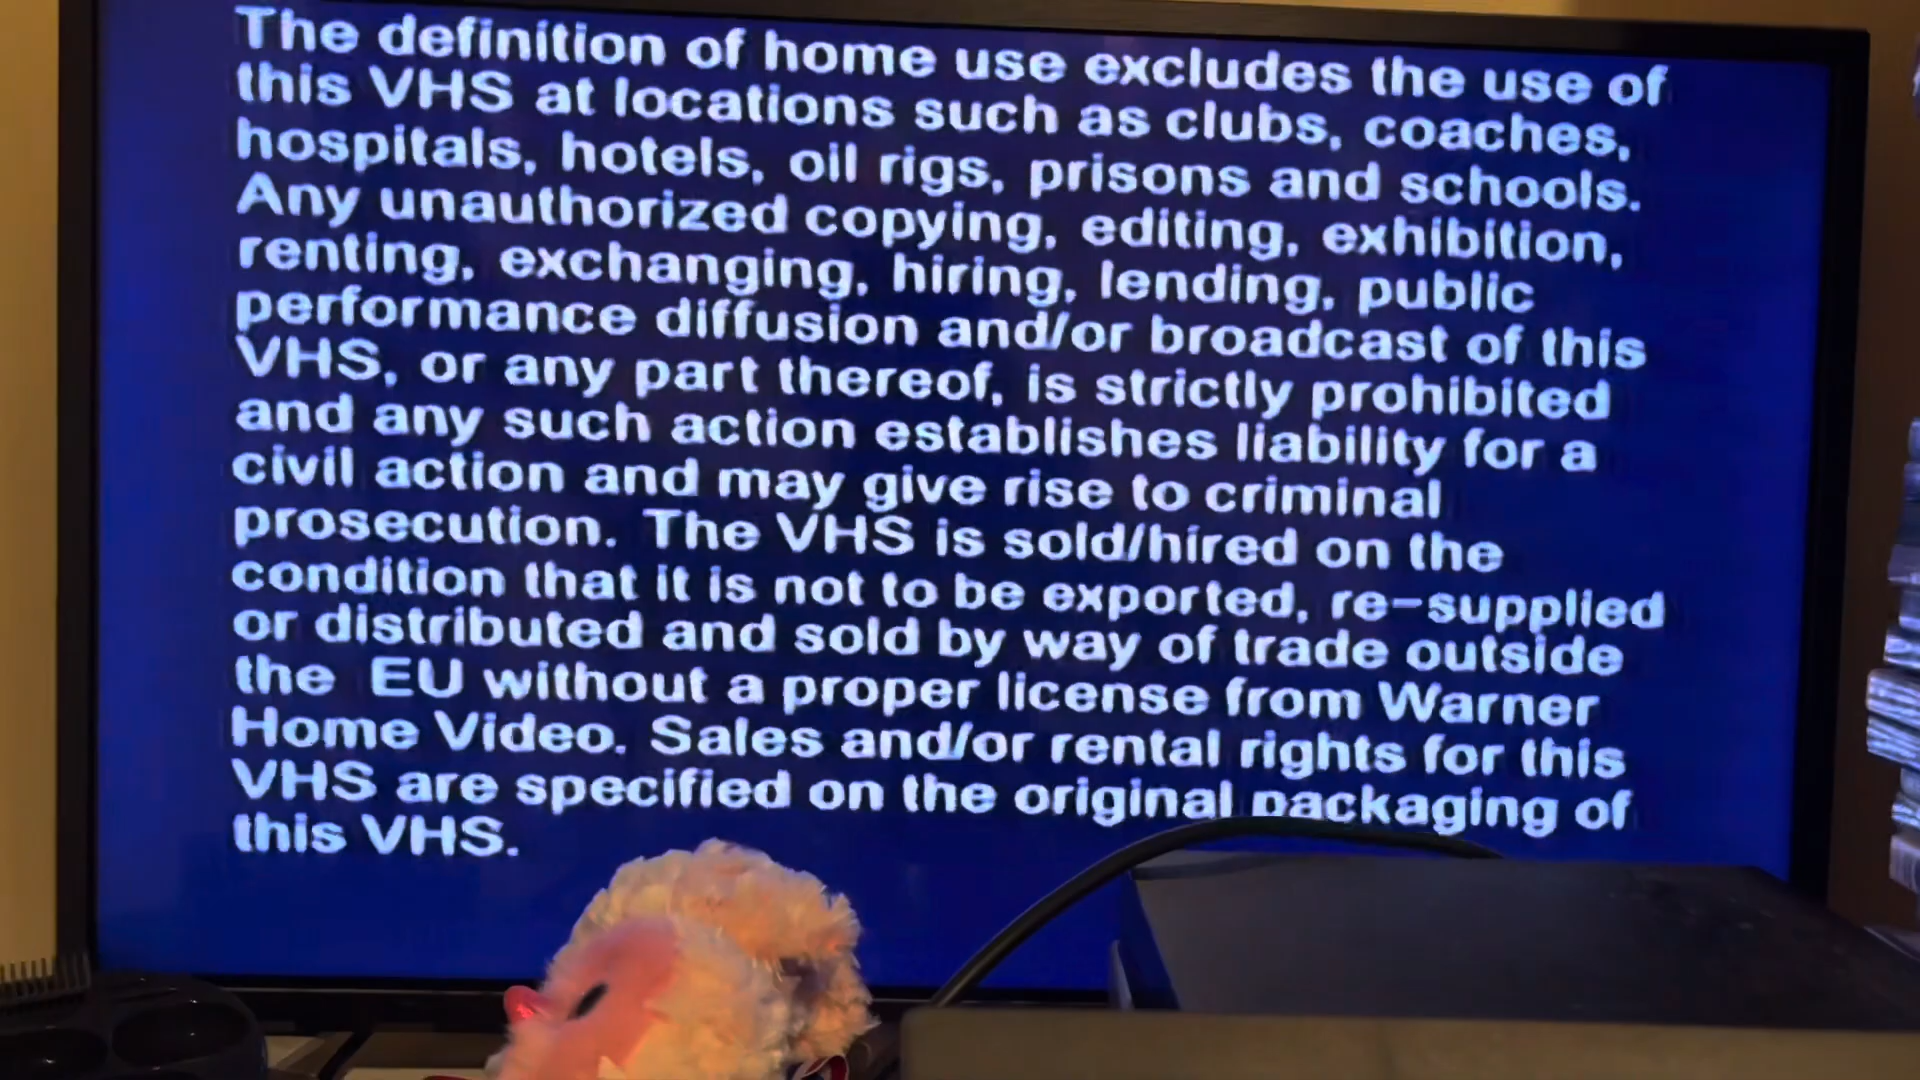 The definition of home use excludes the use of
this VHS at locations such as clubs, coaches,
hospitals, hotels, oil rigs, prisons and schools.
Any unauthorized copying, editing, exhibition,
renting, exchanging, hiring, lending, public
performance diffusion and/or broadcast of this
VHS, or any part thereof, is strictly prohibited
and any such action establishes liability for a
civil action and may give rise to criminal
prosecution. The VHS is sold/hired on the
condition that it is not to be exported, re-supplied
or distributed and sold by way of trade outside
the EU without a proper license from Warner
Home Video. Sales and/or rental rights for this
VHS are specified on the original packaging of
this VHS.